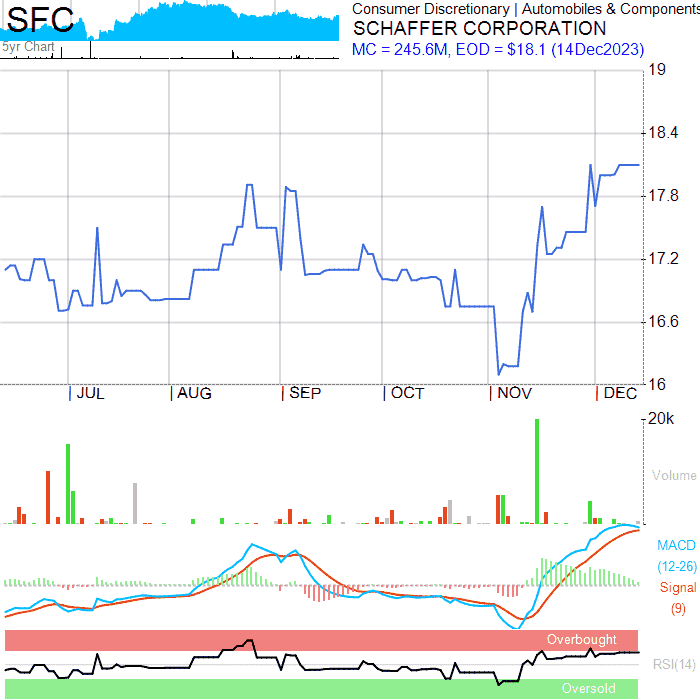 SFC
5yr Chart
Consumer Discretionary | Automobiles & Components
SCHAFFER CORPORATION
MC = 245.6M, EOD = $18.1 (14Dec2023)
19
18.4
17.8
17.2
16.6
16
JUL AUG SEP OCT NOV DEC
20k
Volume
MACD
(12-26)
Signal
(9)
Overbought
RSI(14)
Oversold